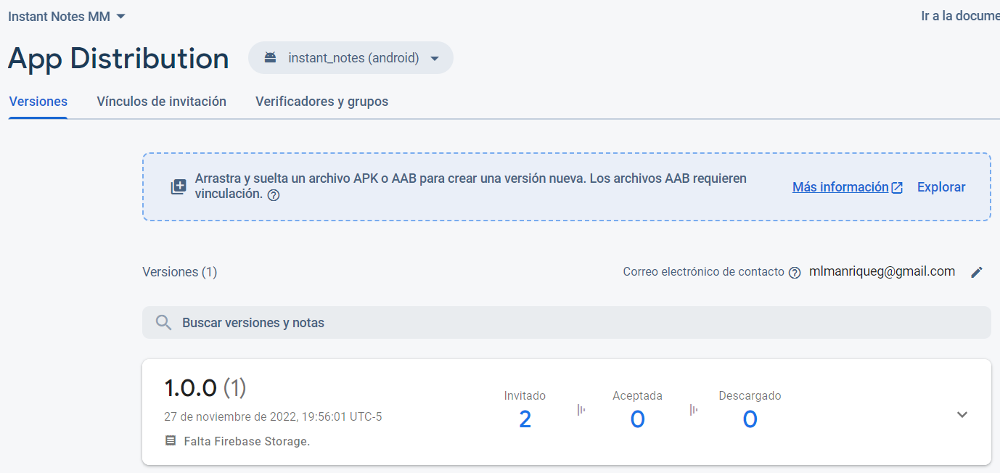 Instant Notes MM
Ir a la docume
App Distribution
instant_notes (android)
Versiones
Vínculos de invitación
Verificadores y grupos
Arrastra y suelta un archivo APK o AAB para crear una versión nueva. Los archivos AAB requieren
vinculación.
Más información
Explorar
Versiones (1)
Correo electrónico de contacto
mlmanriqueg@gmail.com
Buscar versiones y notas
1.0.0 (1)
Invitado
Aceptada
Descargado
2
0
0
27 de noviembre de 2022, 19:56:01 UTC-5
Falta Firebase Storage.